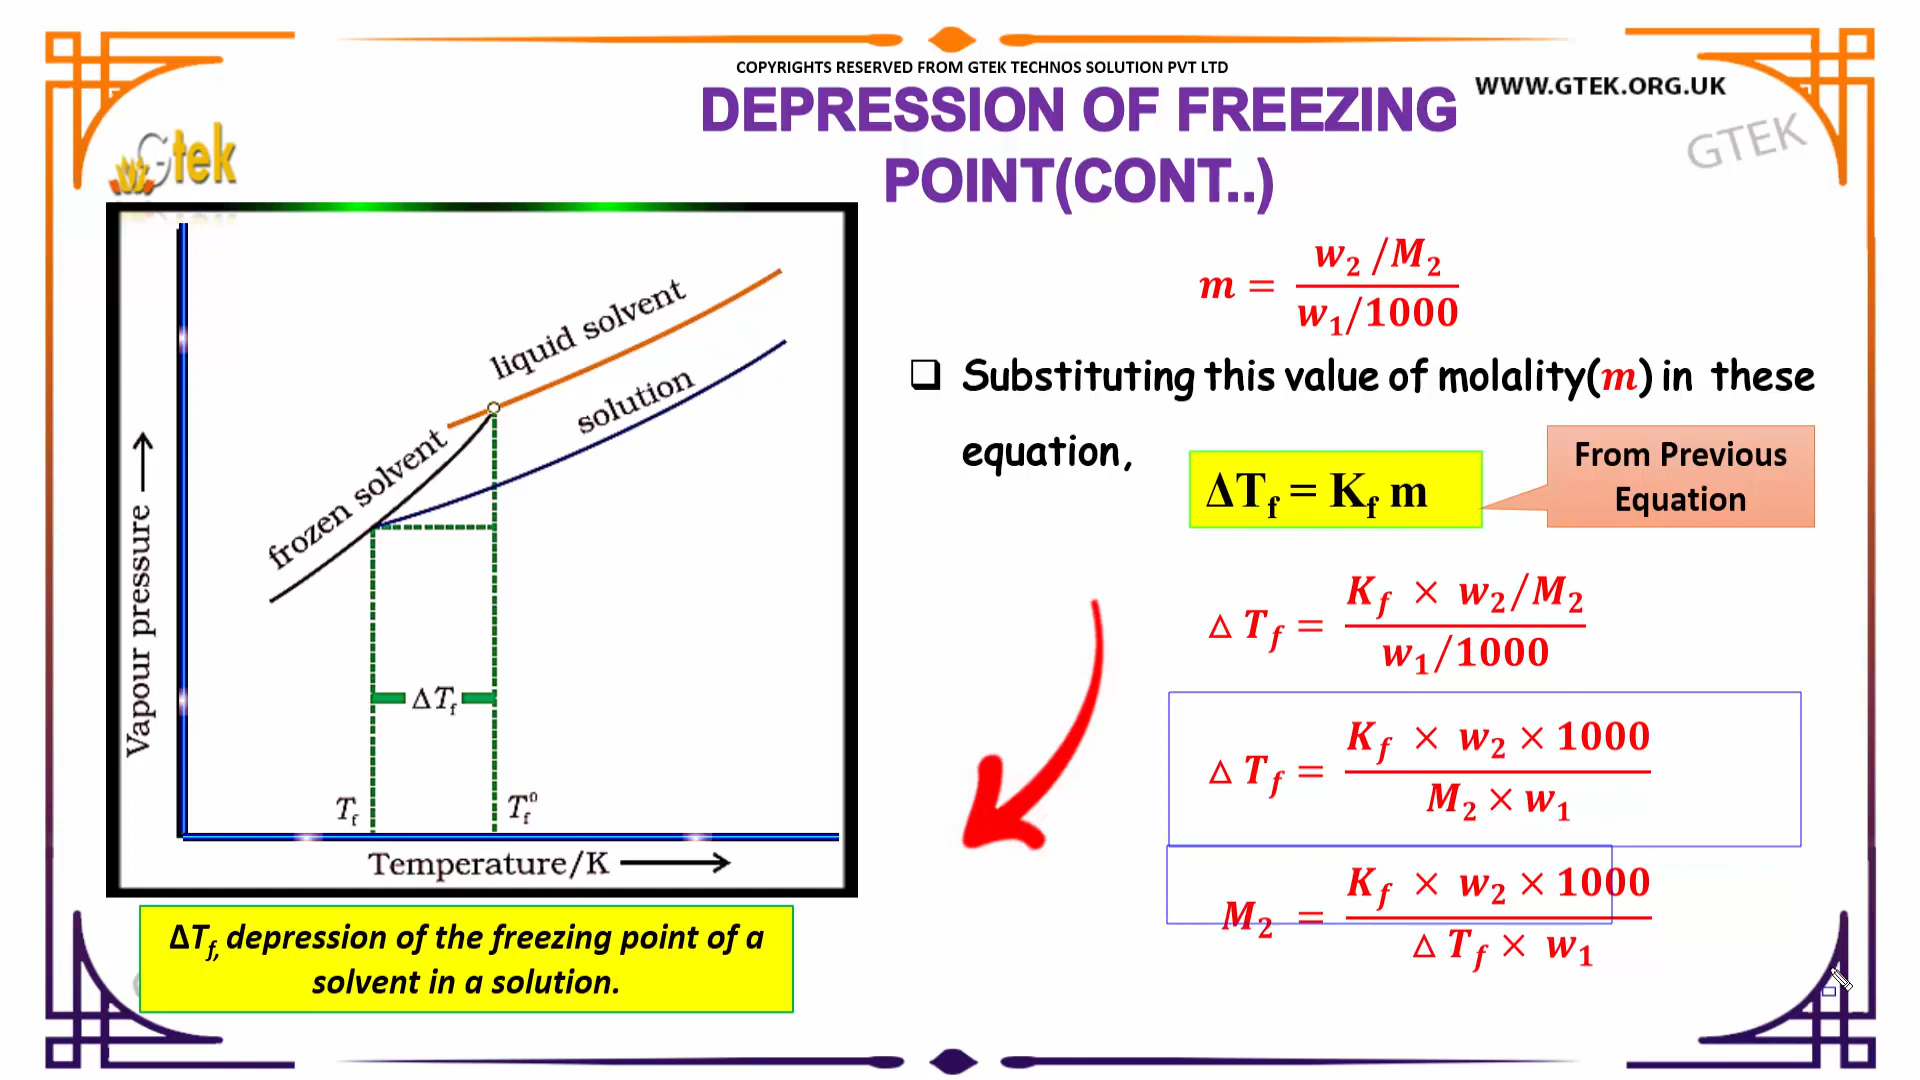 COPYRIGHTS RESERVED FROM GTEK TECHNOS SOLUTION PVT LTD
WWW.GTEK.ORG.UK
DEPRESSION OF FREEZING
POINT(CONT..)
Gtek
GTEK
m = (w₂ /M₂)/(w₁/1000)
❑ Substituting this value of molality(m) in these
equation,
ΔT_f = K_f m
From Previous
Equation
△ T_f = (K_f × w₂/M₂)/(w₁/1000)
△ T_f = (K_f × w₂ × 1000)/(M₂ × w₁)
M₂ = (K_f × w₂ × 1000)/(△ T_f × w₁)
liquid solvent
solution
frozen solvent
Vapour pressure
ΔT_f
T_f
T_f⁰
Temperature/K
ΔT_f, depression of the freezing point of a
solvent in a solution.